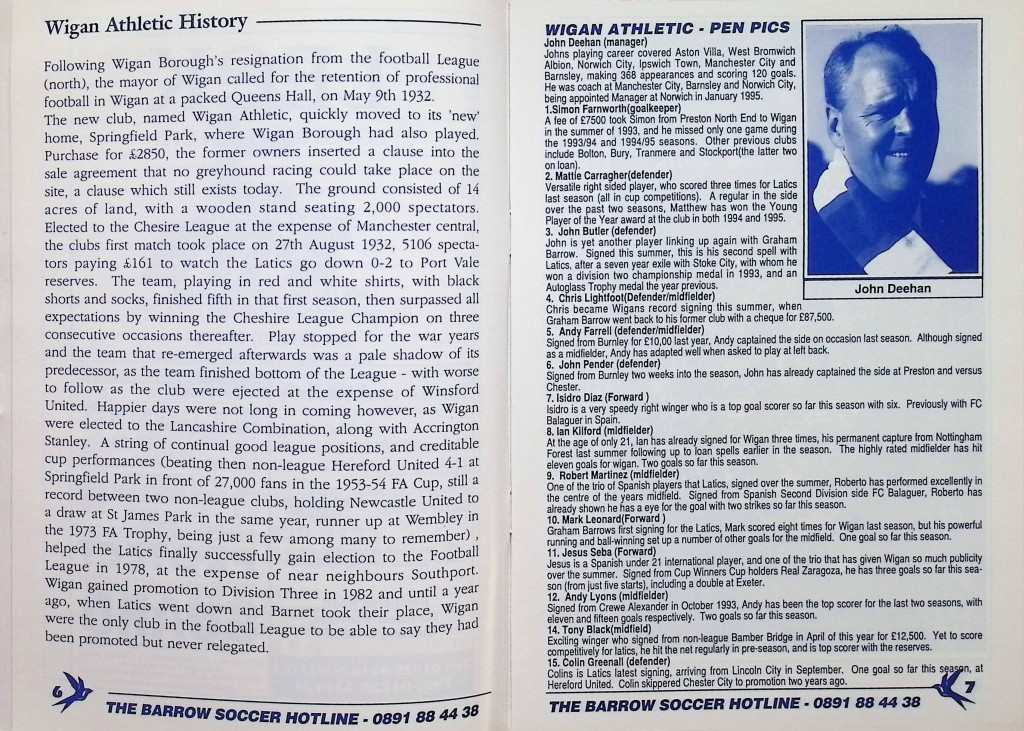 Wigan Athletic History
Following Wigan Borough's resignation from the football League
(north), the mayor of Wigan called for the retention of professional
football in Wigan at a packed Queens Hall, on May 9th 1932.
The new club, named Wigan Athletic, quickly moved to its 'new'
home, Springfield Park, where Wigan Borough had also played.
Purchase for £2850, the former owners inserted a clause into the
sale agreement that no greyhound racing could take place on the
site, a clause which still exists today. The ground consisted of 14
acres of land, with a wooden stand seating 2,000 spectators.
Elected to the Chesire League at the expense of Manchester central,
the clubs first match took place on 27th August 1932, 5106 specta-
tors paying £161 to watch the Latics go down 0-2 to Port Vale
reserves. The team, playing in red and white shirts, with black
shorts and socks, finished fifth in that first season, then surpassed all
expectations by winning the Cheshire League Champion on three
consecutive occasions thereafter. Play stopped for the war years
and the team that re-emerged afterwards was a pale shadow of its
predecessor, as the team finished bottom of the League - with worse
to follow as the club were ejected at the expense of Winsford
United. Happier days were not long in coming however, as Wigan
were elected to the Lancashire Combination, along with Accrington
Stanley. A string of continual good league positions, and creditable
cup performances (beating then non-league Hereford United 4-1 at
Springfield Park in front of 27,000 fans in the 1953-54 FA Cup, still a
record between two non-league clubs, holding Newcastle United to
a draw at St James Park in the same year, runner up at Wembley in
the 1973 FA Trophy, being just a few among many to remember) ,
helped the Latics finally successfully gain election to the Football
League in 1978, at the expense of near neighbours Southport.
Wigan gained promotion to Division Three in 1982 and until a year
ago, when Latics went down and Barnet took their place, Wigan
were the only club in the football League to be able to say they had
been promoted but never relegated.
6
THE BARROW SOCCER HOTLINE - 0891 88 44 38
WIGAN ATHLETIC - PEN PICS
John Deehan (manager)
Johns playing career covered Aston Villa, West Bromwich
Albion, Norwich City, Ipswich Town, Manchester City and
Barnsley, making 368 appearances and scoring 120 goals.
He was coach at Manchester City, Barnsley and Norwich City,
being appointed Manager at Norwich in January 1995.
1.Simon Farnworth(goalkeeper)
A fee of £7500 took Simon from Preston North End to Wigan
in the summer of 1993, and he missed only one game during
the 1993/94 and 1994/95 seasons. Other previous clubs
include Bolton, Bury, Tranmere and Stockport(the latter two
on loan).
2. Mattie Carragher(defender)
Versatile right sided player, who scored three times for Latics
last season (all in cup competitions). A regular in the side
over the past two seasons, Matthew has won the Young
Player of the Year award at the club in both 1994 and 1995.
3. John Butler (defender)
John is yet another player linking up again with Graham
Barrow. Signed this summer, this is his second spell with
Latics, after a seven year exile with Stoke City, with whom he
won a division two championship medal in 1993, and an
Autoglass Trophy medal the year previous.
4. Chris Lightfoot(Defender/midfielder)
Chris became Wigans record signing this summer, when
Graham Barrow went back to his former club with a cheque for £87,500.
John Deehan
5. Andy Farrell (defender/midfielder)
Signed from Burnley for £10,00 last year, Andy captained the side on occasion last season. Although signed
as a midfielder, Andy has adapted well when asked to play at left back.
6. John Pender (defender)
Signed from Burnley two weeks into the season, John has already captained the side at Preston and versus
Chester.
7. Isidro Diaz (Forward )
Isidro is a very speedy right winger who is a top goal scorer so far this season with six. Previously with FC
Balaguer in Spain.
8. Ian Kilford (midfielder)
At the age of only 21, Ian has already signed for Wigan three times, his permanent capture from Nottingham
Forest last summer following up to loan spells earlier in the season. The highly rated midfielder has hit
eleven goals for wigan. Two goals so far this season.
9. Robert Martinez (midfielder)
One of the trio of Spanish players that Latics, signed over the summer, Roberto has performed excellently in
the centre of the years midfield. Signed from Spanish Second Division side FC Balaguer, Roberto has
already shown he has a eye for the goal with two strikes so far this season.
10. Mark Leonard(Forward )
Graham Barrows first signing for the Latics, Mark scored eight times for Wigan last season, but his powerful
running and ball-winning set up a number of other goals for the midfield. One goal so far this season.
11. Jesus Seba (Forward)
Jesus is a Spanish under 21 international player, and one of the trio that has given Wigan so much publicity
over the summer. Signed from Cup Winners Cup holders Real Zaragoza, he has three goals so far this sea-
son (from just five starts), including a double at Exeter.
12. Andy Lyons (midfielder)
Signed from Crewe Alexander in October 1993, Andy has been the top scorer for the last two seasons, with
eleven and fifteen goals respectively. Two goals so far this season.
14. Tony Black(midfield)
Exciting winger who signed from non-league Bamber Bridge in April of this year for £12,500. Yet to score
competitively for latics, he hit the net regularly in pre-season, and is top scorer with the reserves.
15. Colin Greenall (defender)
Colins is Latics latest signing, arriving from Lincoln City in September. One goal so far this season, at
Hereford United. Colin skippered Chester City to promotion two years ago.
7
THE BARROW SOCCER HOTLINE - 0891 88 44 38